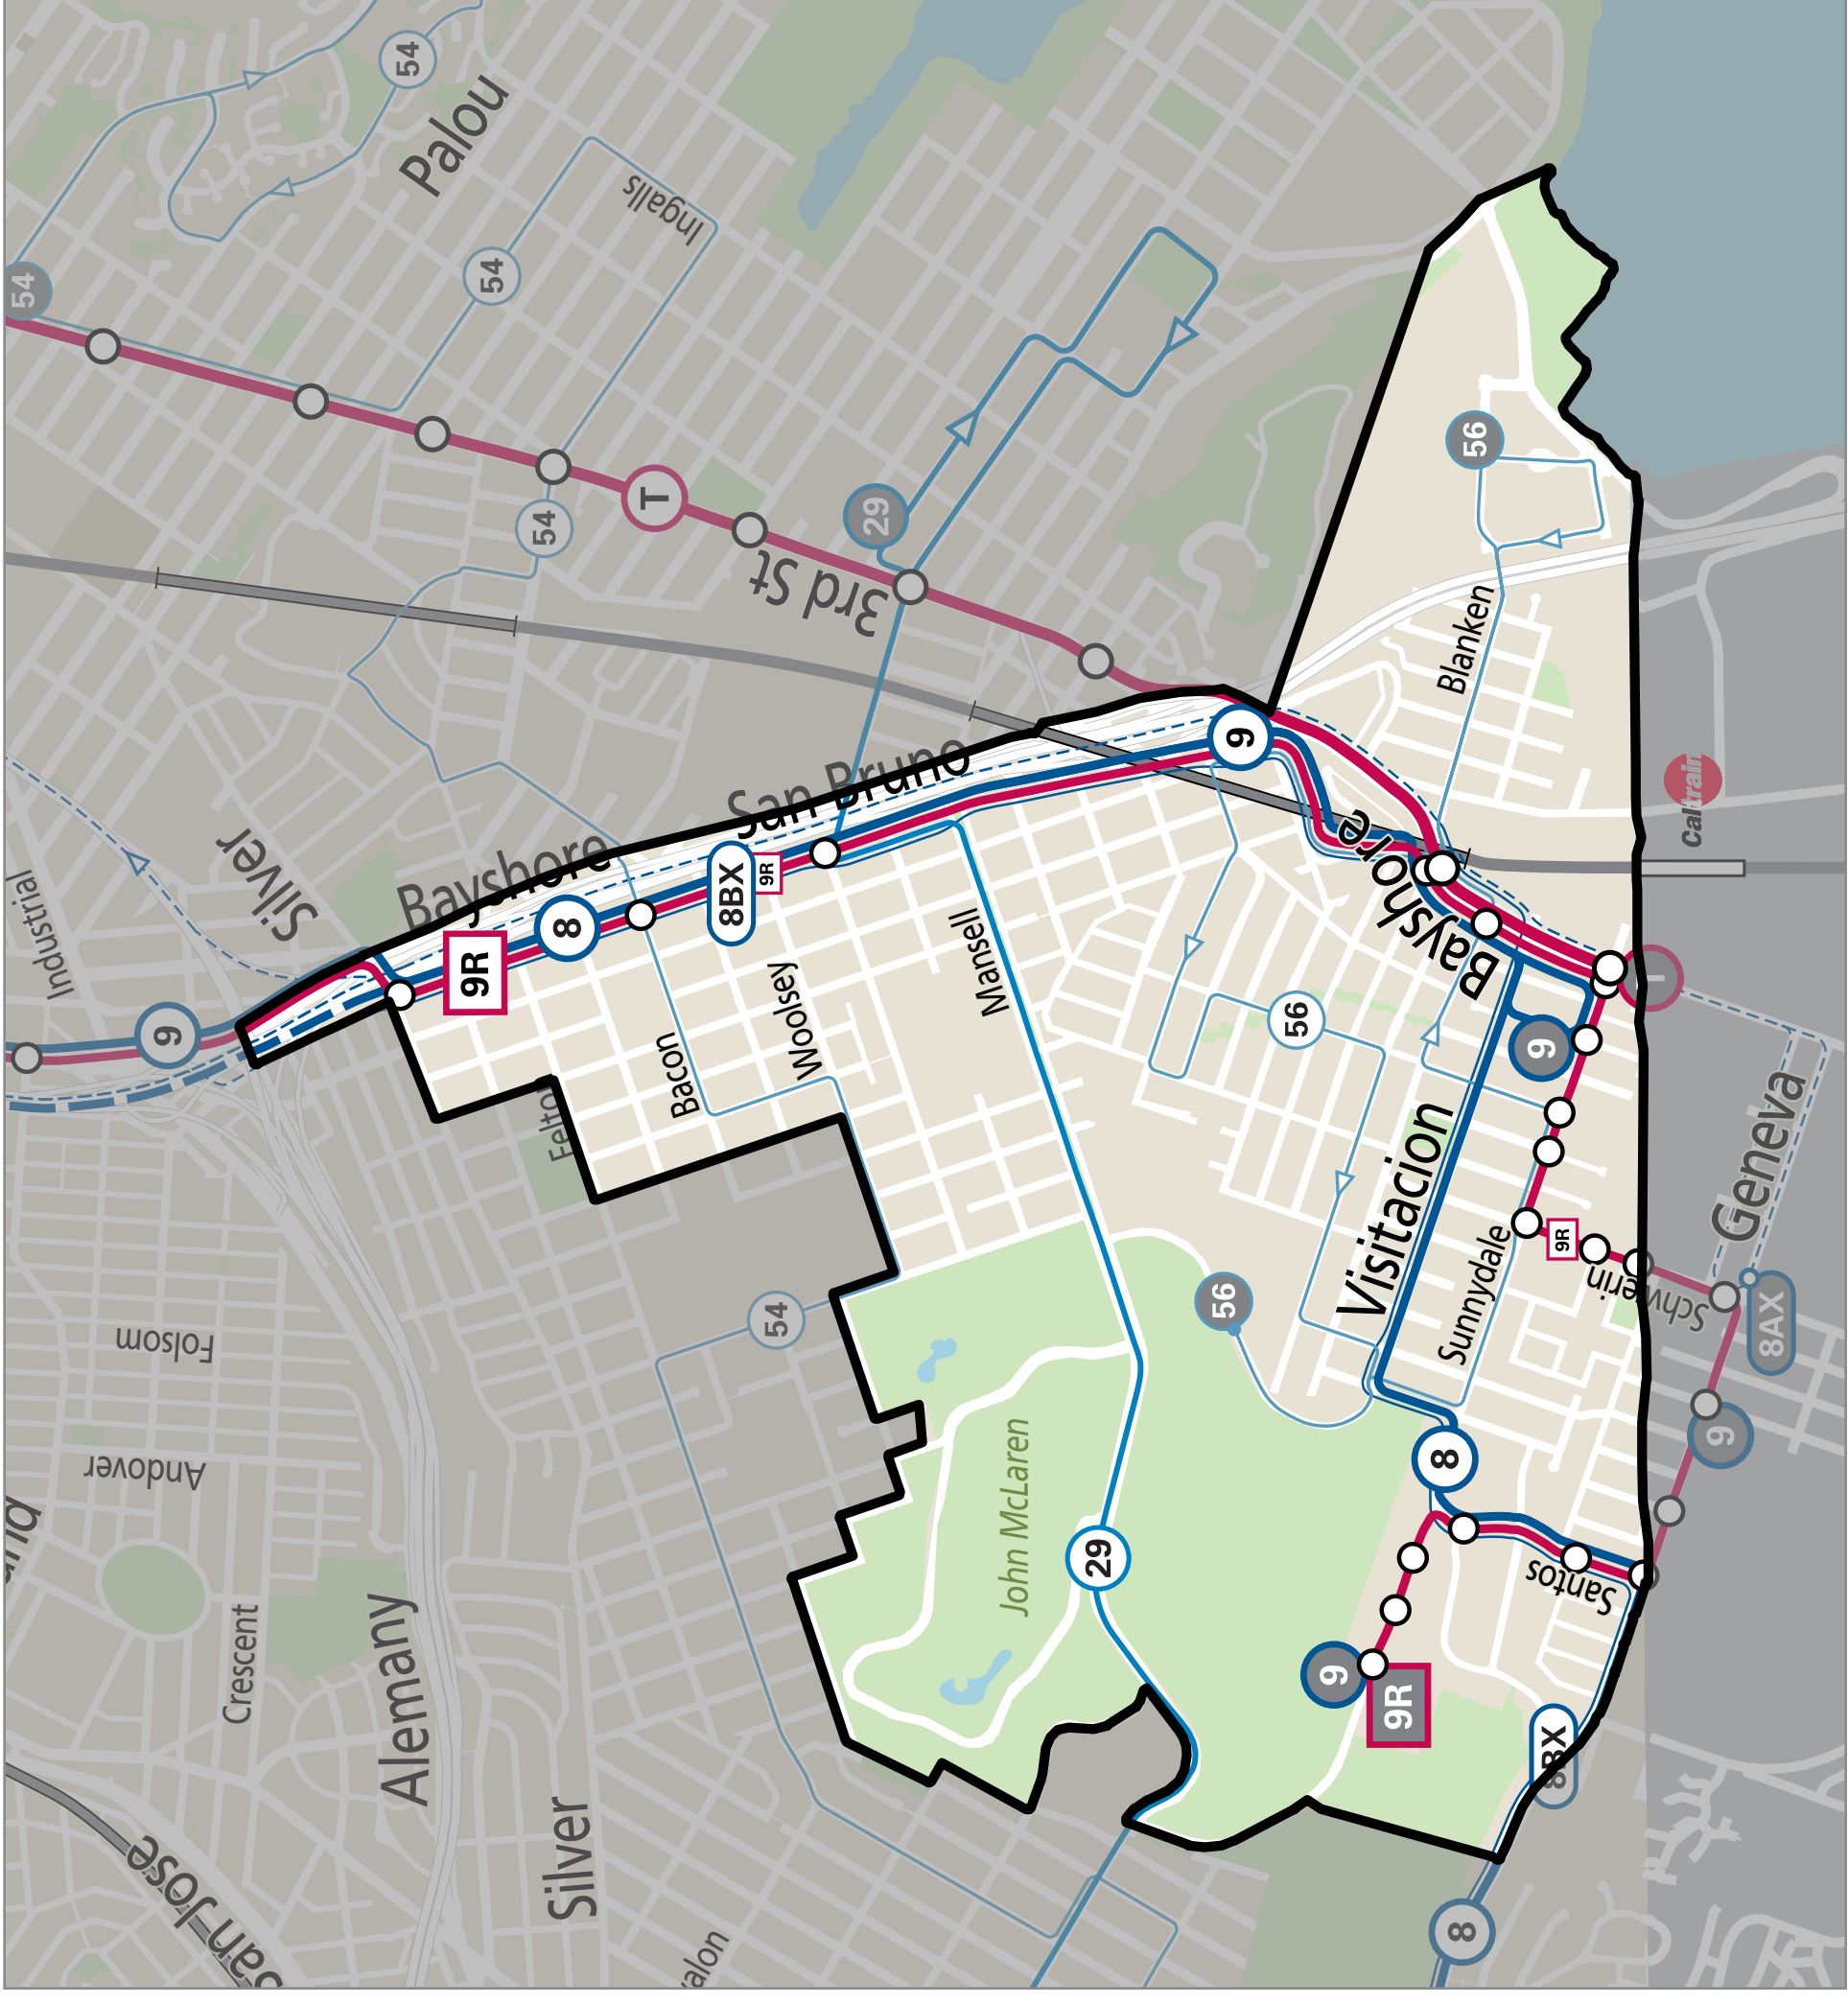 54
54
Palou
Ingalls
54
54
T
3rd St
29
Silver
Industrial
9
Bayshore
San Bruno
9R
8
8BX
9R
9
Bacon
Woolsey
Mansell
56
Blanken
Bayshore
caltrain
T
56
9
Visitacion
Sunnydale
9R
Schwerin
Geneva
8AX
9
Folsom
Andover
Crescent
Alemany
Silver
San Jose
54
John McLaren
29
56
8
9
9R
Santos
8BX
8